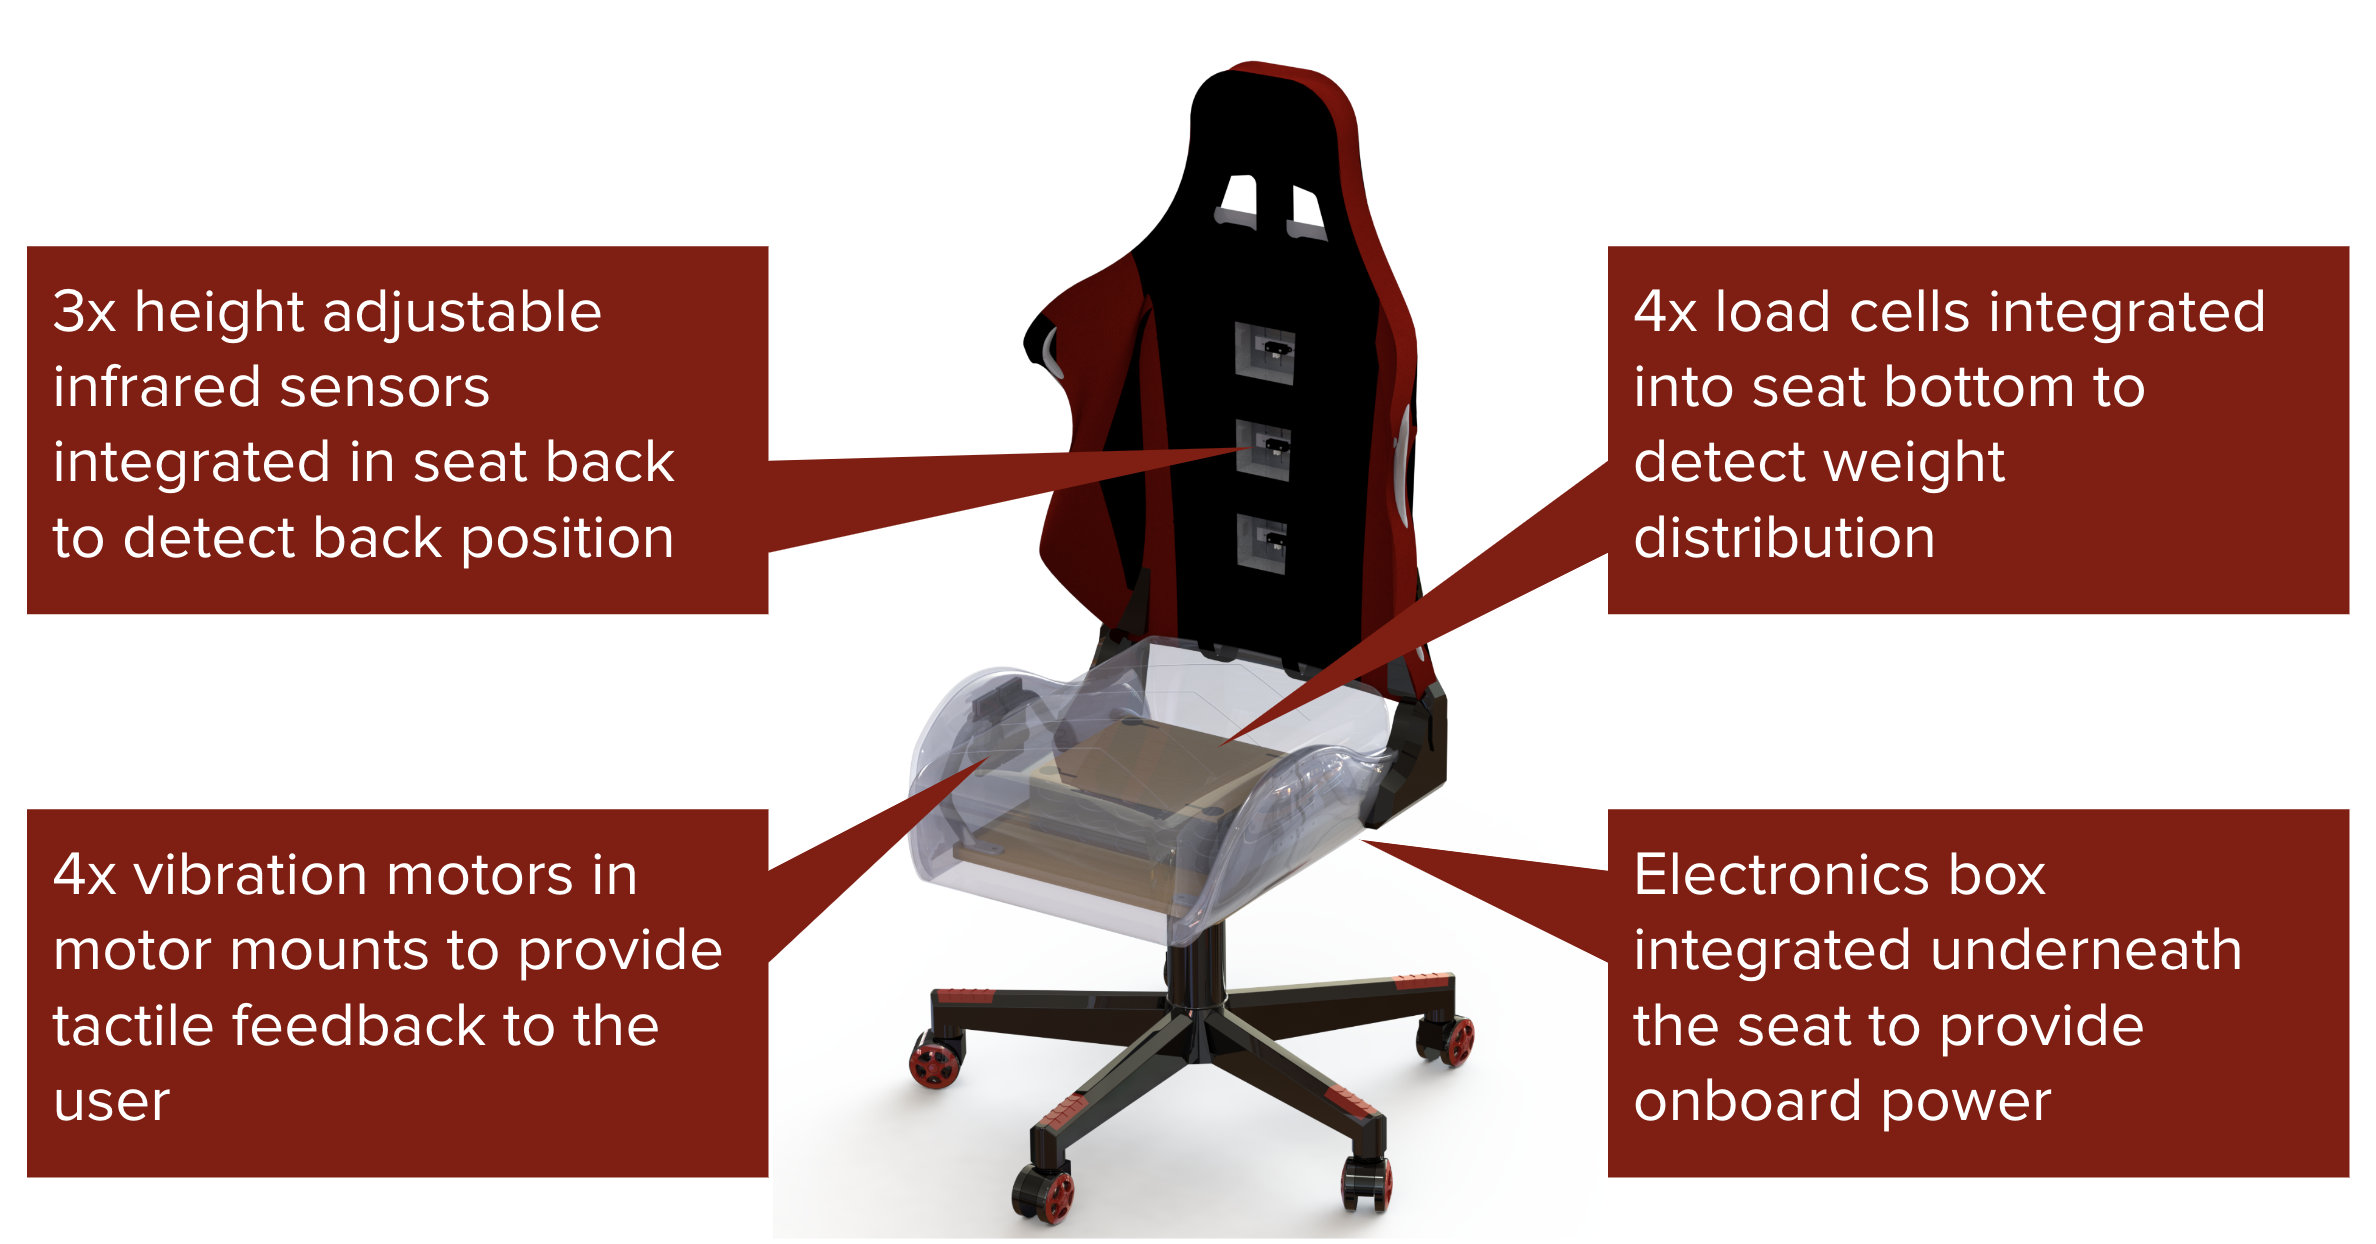 3x height adjustable
infrared sensors
integrated in seat back
to detect back position
4x load cells integrated
into seat bottom to
detect weight
distribution
4x vibration motors in
motor mounts to provide
tactile feedback to the
user
Electronics box
integrated underneath
the seat to provide
onboard power